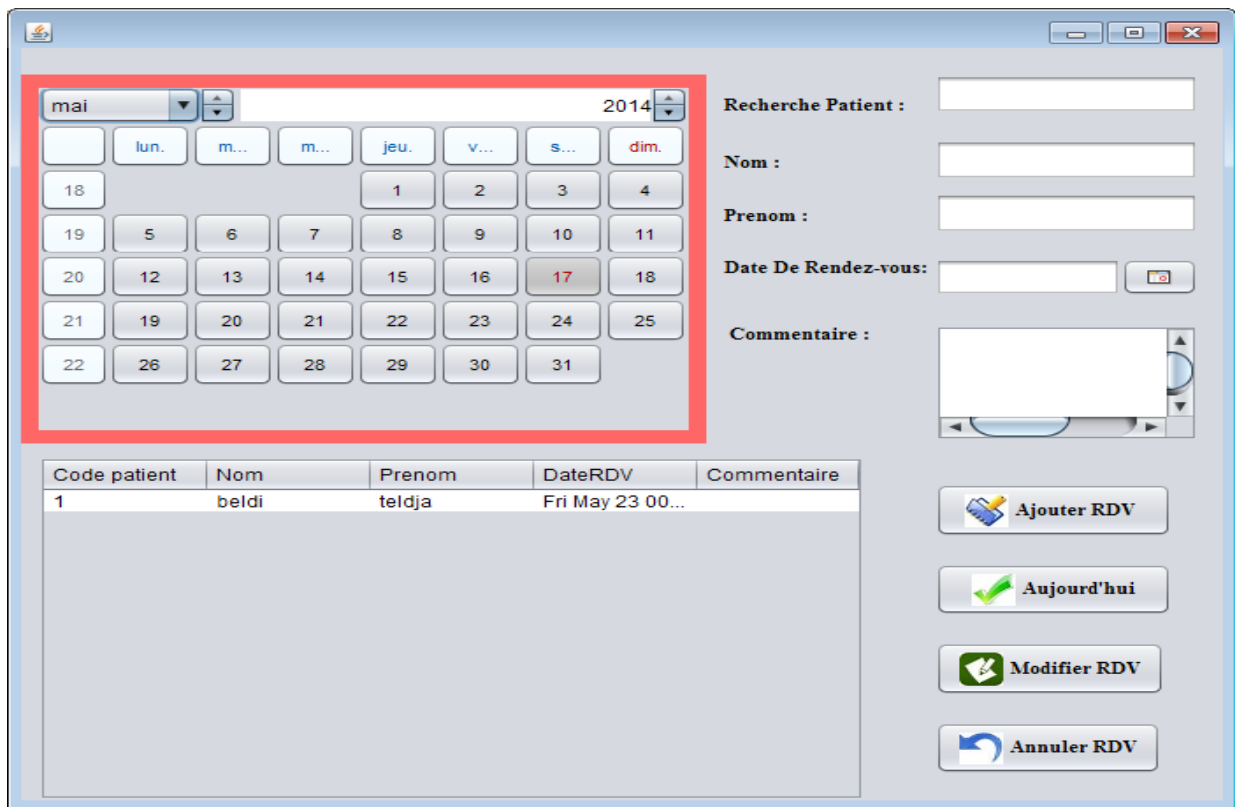 mai 2014
lun. m... m... jeu. v... s... dim.
18 1 2 3 4
19 5 6 7 8 9 10 11
20 12 13 14 15 16 17 18
21 19 20 21 22 23 24 25
22 26 27 28 29 30 31
Recherche Patient :
Nom :
Prenom :
Date De Rendez-vous:
Commentaire :
Code patient Nom Prenom DateRDV Commentaire
1 beldi teldja Fri May 23 00...
Ajouter RDV
Aujourd'hui
Modifier RDV
Annuler RDV